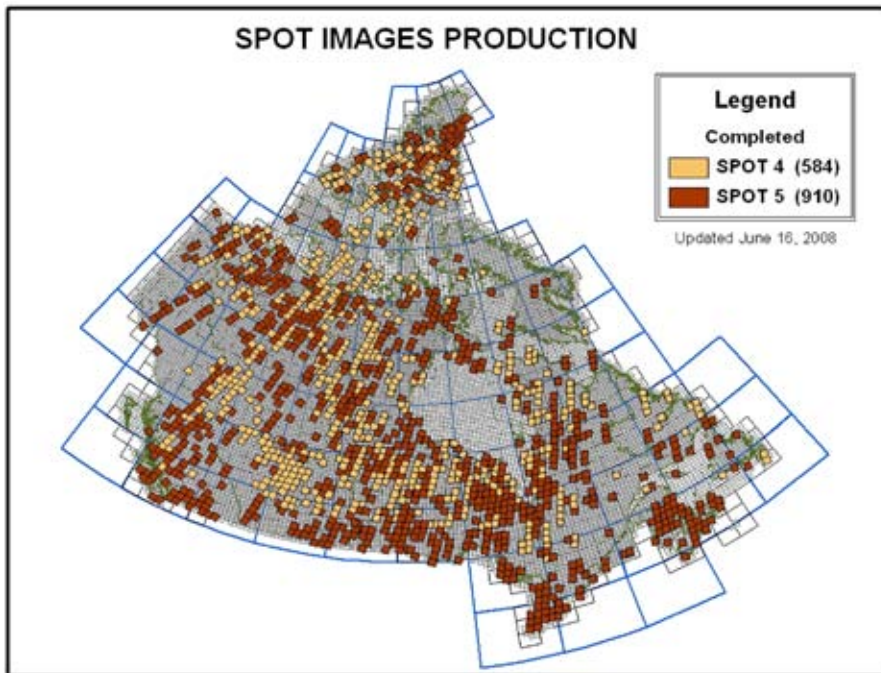 SPOT IMAGES PRODUCTION
Legend
Completed
SPOT 4 (584)
SPOT 5 (910)
Updated June 16, 2008